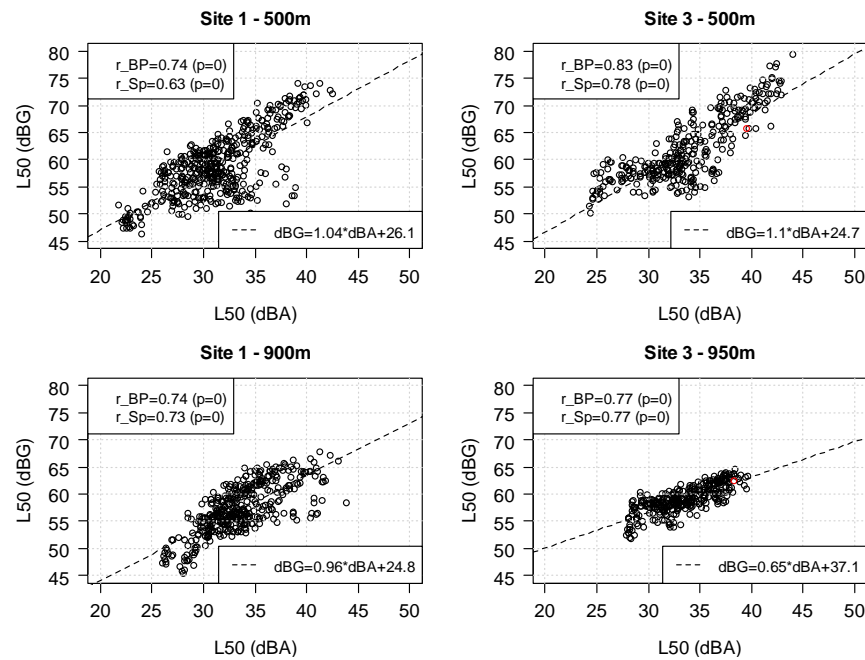 Site 1 - 500m
r_BP=0.74 (p=0)
r_Sp=0.63 (p=0)
80
75
70
65
60
55
50
45
L50 (dBG)
dBG=1.04*dBA+26.1
20 25 30 35 40 45 50
L50 (dBA)
Site 3 - 500m
r_BP=0.83 (p=0)
r_Sp=0.78 (p=0)
80
75
70
65
60
55
50
45
L50 (dBG)
dBG=1.1*dBA+24.7
20 25 30 35 40 45 50
L50 (dBA)
Site 1 - 900m
r_BP=0.74 (p=0)
r_Sp=0.73 (p=0)
80
75
70
65
60
55
50
45
L50 (dBG)
dBG=0.96*dBA+24.8
20 25 30 35 40 45 50
L50 (dBA)
Site 3 - 950m
r_BP=0.77 (p=0)
r_Sp=0.77 (p=0)
80
75
70
65
60
55
50
45
L50 (dBG)
dBG=0.65*dBA+37.1
20 25 30 35 40 45 50
L50 (dBA)